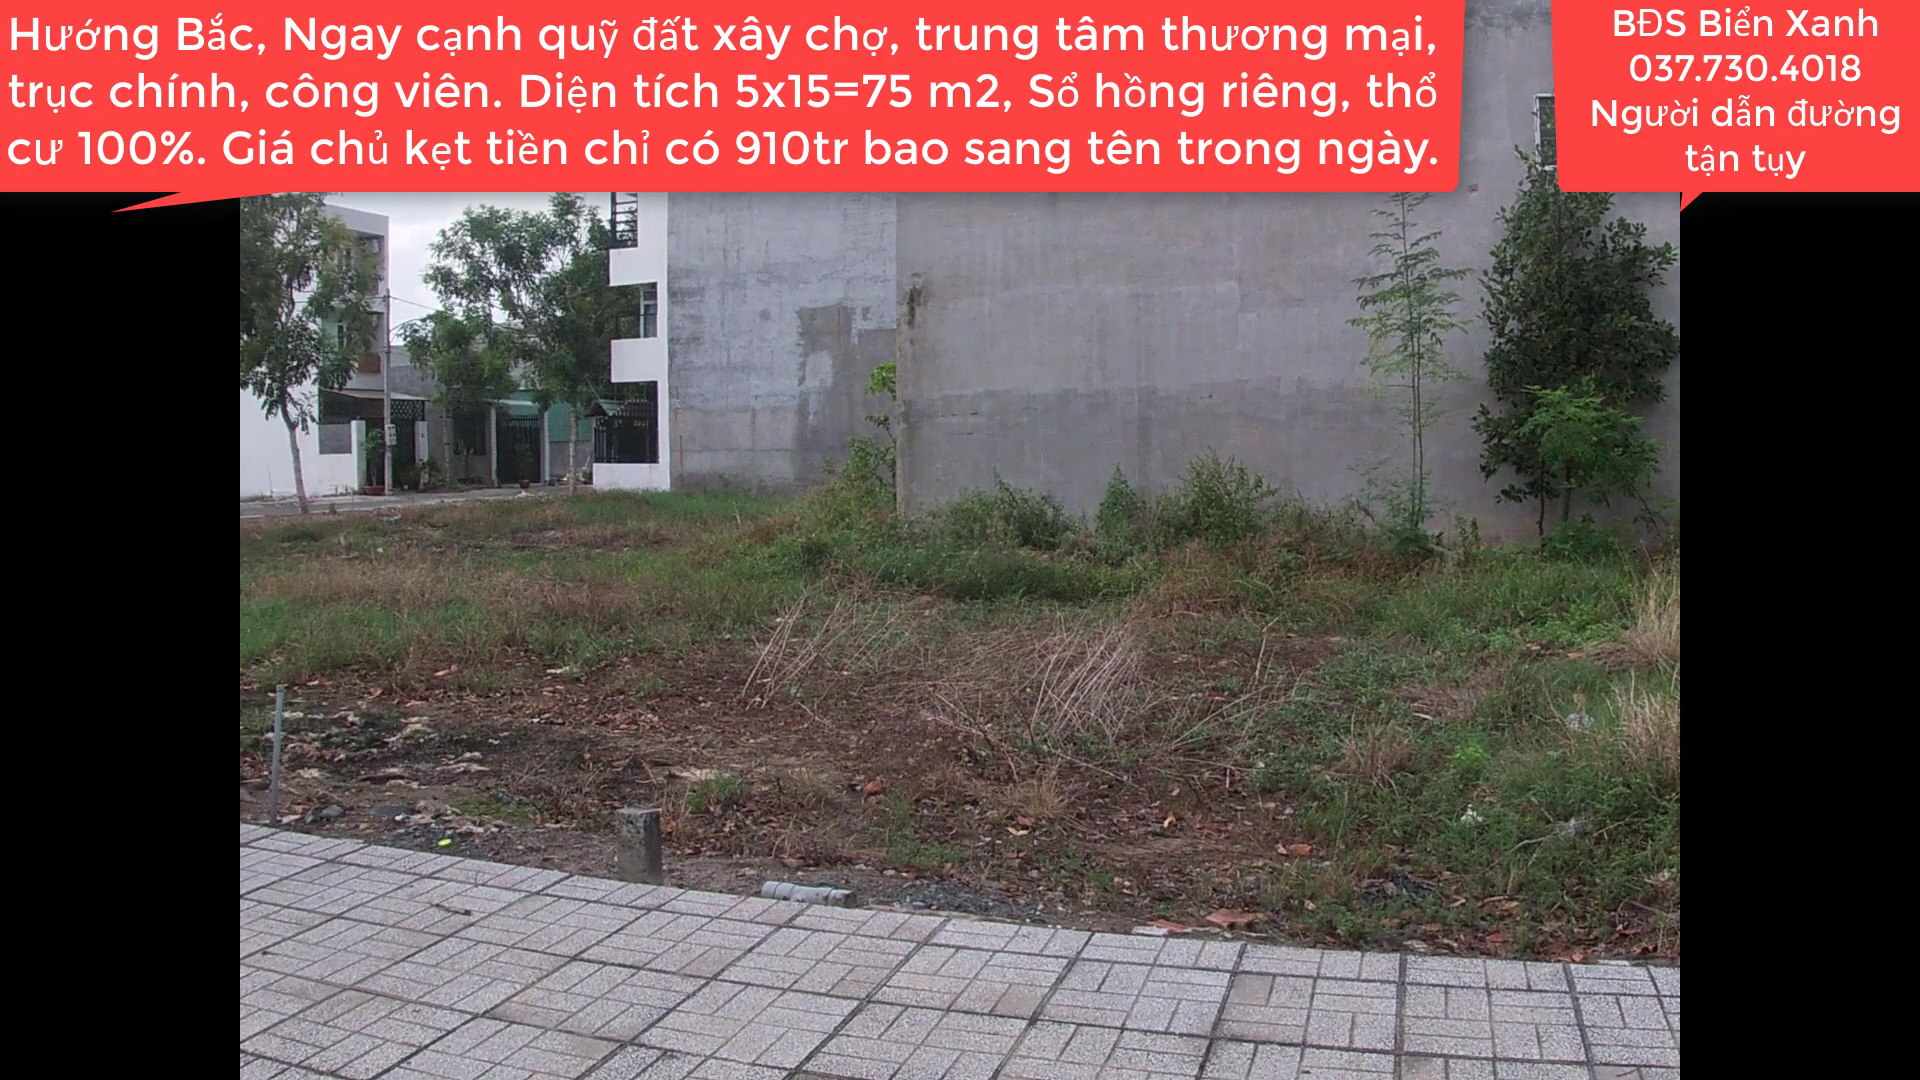 Hướng Bắc, Ngay cạnh quỹ đất xây chợ, trung tâm thương mại,
trục chính, công viên. Diện tích 5x15=75 m2, Sổ hồng riêng, thổ
cư 100%. Giá chủ kẹt tiền chỉ có 910tr bao sang tên trong ngày.
BĐS Biển Xanh
037.730.4018
Người dẫn đường
tận tụy